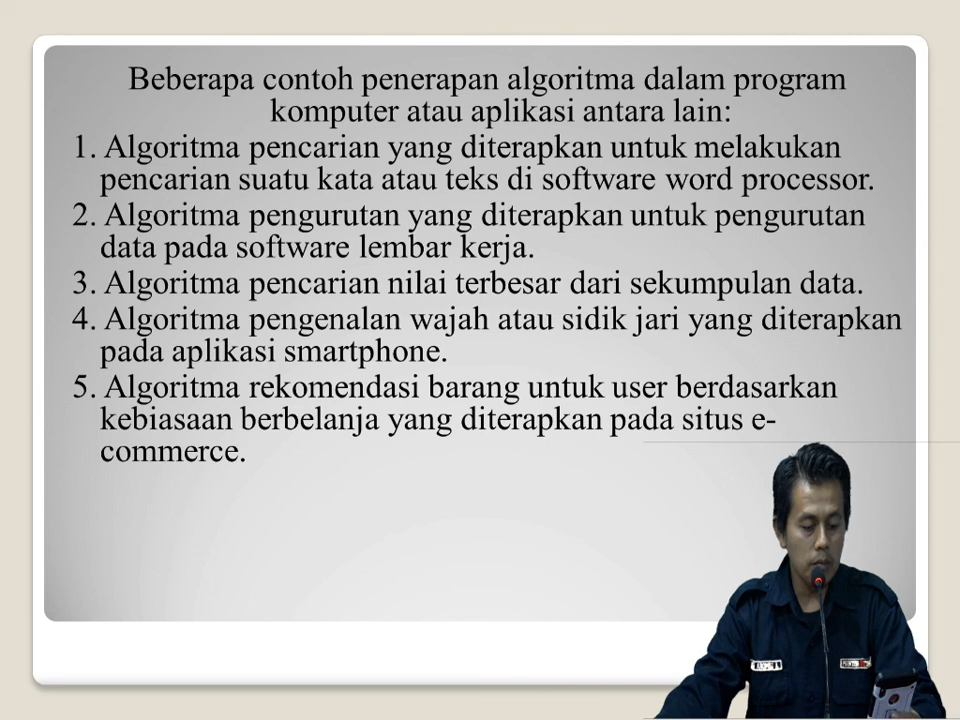 Beberapa contoh penerapan algoritma dalam program
komputer atau aplikasi antara lain:
1. Algoritma pencarian yang diterapkan untuk melakukan
pencarian suatu kata atau teks di software word processor.
2. Algoritma pengurutan yang diterapkan untuk pengurutan
data pada software lembar kerja.
3. Algoritma pencarian nilai terbesar dari sekumpulan data.
4. Algoritma pengenalan wajah atau sidik jari yang diterapkan
pada aplikasi smartphone.
5. Algoritma rekomendasi barang untuk user berdasarkan
kebiasaan berbelanja yang diterapkan pada situs e-
commerce.